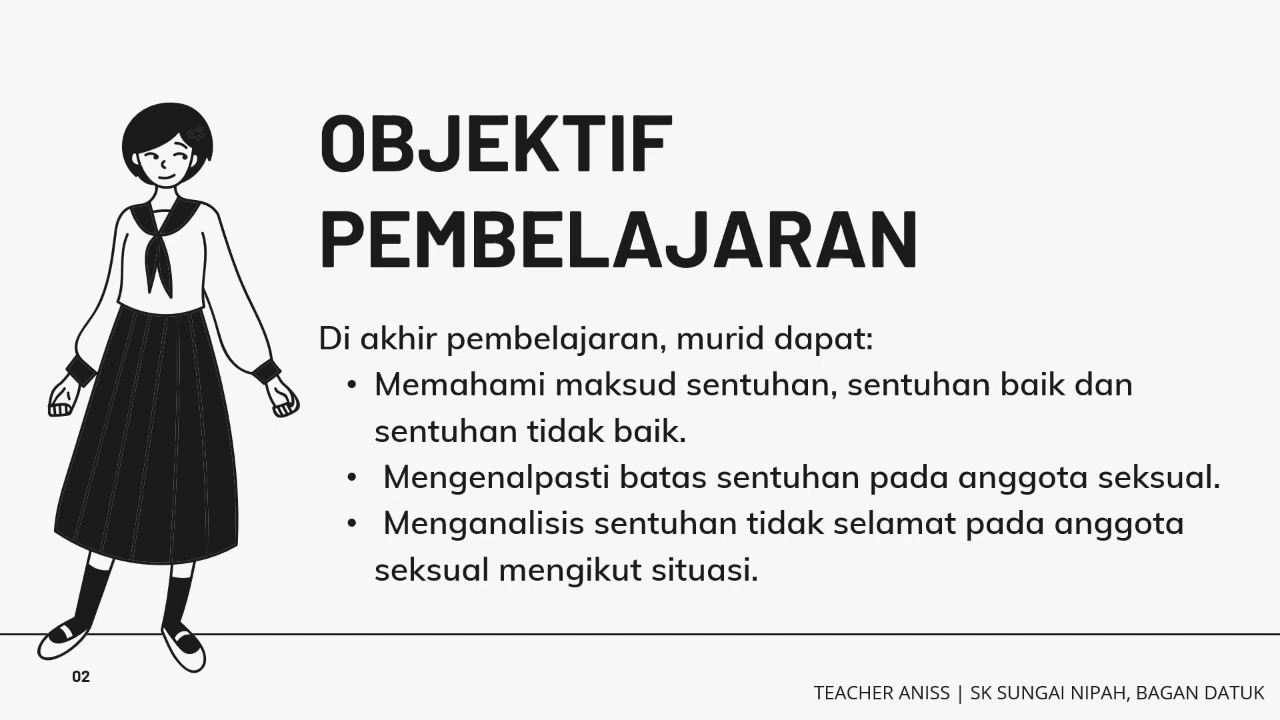 OBJEKTIF
PEMBELAJARAN
Di akhir pembelajaran, murid dapat:
• Memahami maksud sentuhan, sentuhan baik dan
sentuhan tidak baik.
• Mengenalpasti batas sentuhan pada anggota seksual.
• Menganalisis sentuhan tidak selamat pada anggota
seksual mengikut situasi.
02
TEACHER ANISS | SK SUNGAI NIPAH, BAGAN DATUK